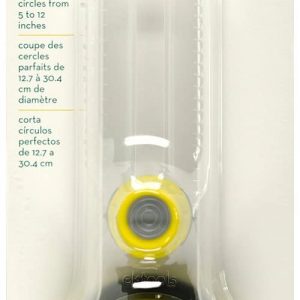 circles from
5 to 12
inches
coupe des
cercles
parfaits de
12.7 à 30.4
cm de
diamètre
corta
círculos
perfectos
de 12.7 a
30.4 cm